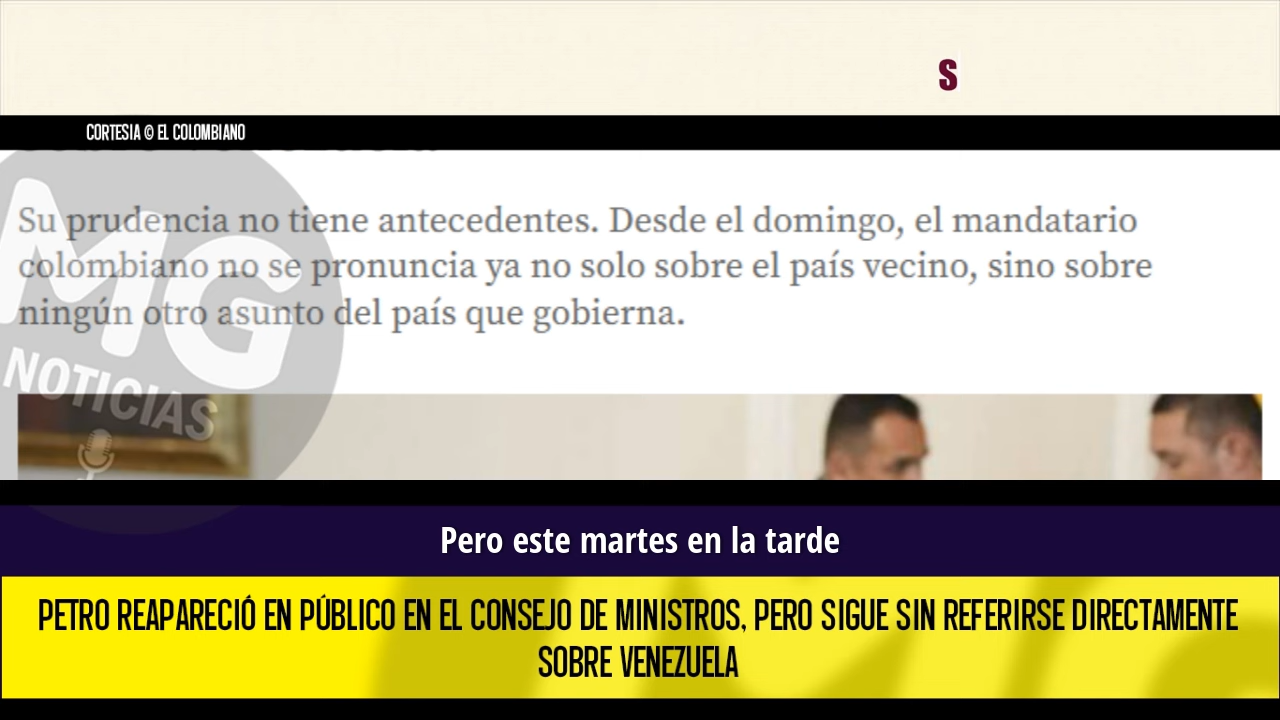 S
CORTESIA © EL COLOMBIANO
Su prudencia no tiene antecedentes. Desde el domingo, el mandatario
colombiano no se pronuncia ya no solo sobre el país vecino, sino sobre
ningún otro asunto del país que gobierna.
MG
NOTICIAS
Pero este martes en la tarde
PETRO REAPARECIÓ EN PÚBLICO EN EL CONSEJO DE MINISTROS, PERO SIGUE SIN REFERIRSE DIRECTAMENTE
SOBRE VENEZUELA